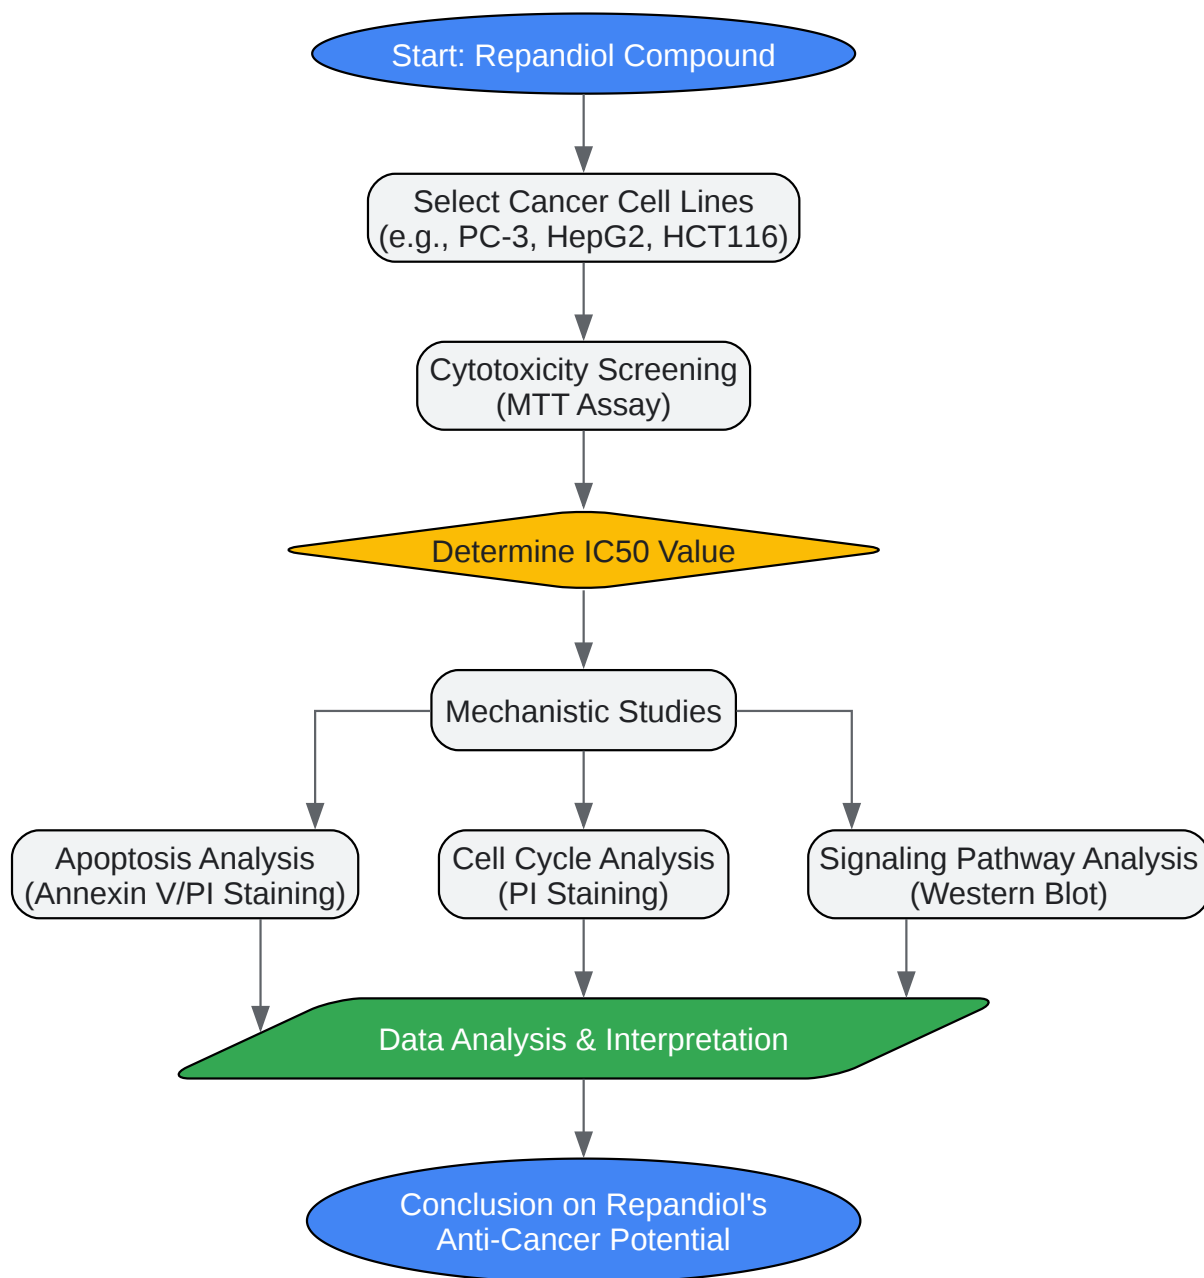 Start: Repandiol Compound
Select Cancer Cell Lines
(e.g., PC-3, HepG2, HCT116)
Cytotoxicity Screening
(MTT Assay)
Determine IC50 Value
Mechanistic Studies
Apoptosis Analysis
(Annexin V/PI Staining)
Cell Cycle Analysis
(PI Staining)
Signaling Pathway Analysis
(Western Blot)
Data Analysis & Interpretation
Conclusion on Repandiol's
Anti-Cancer Potential